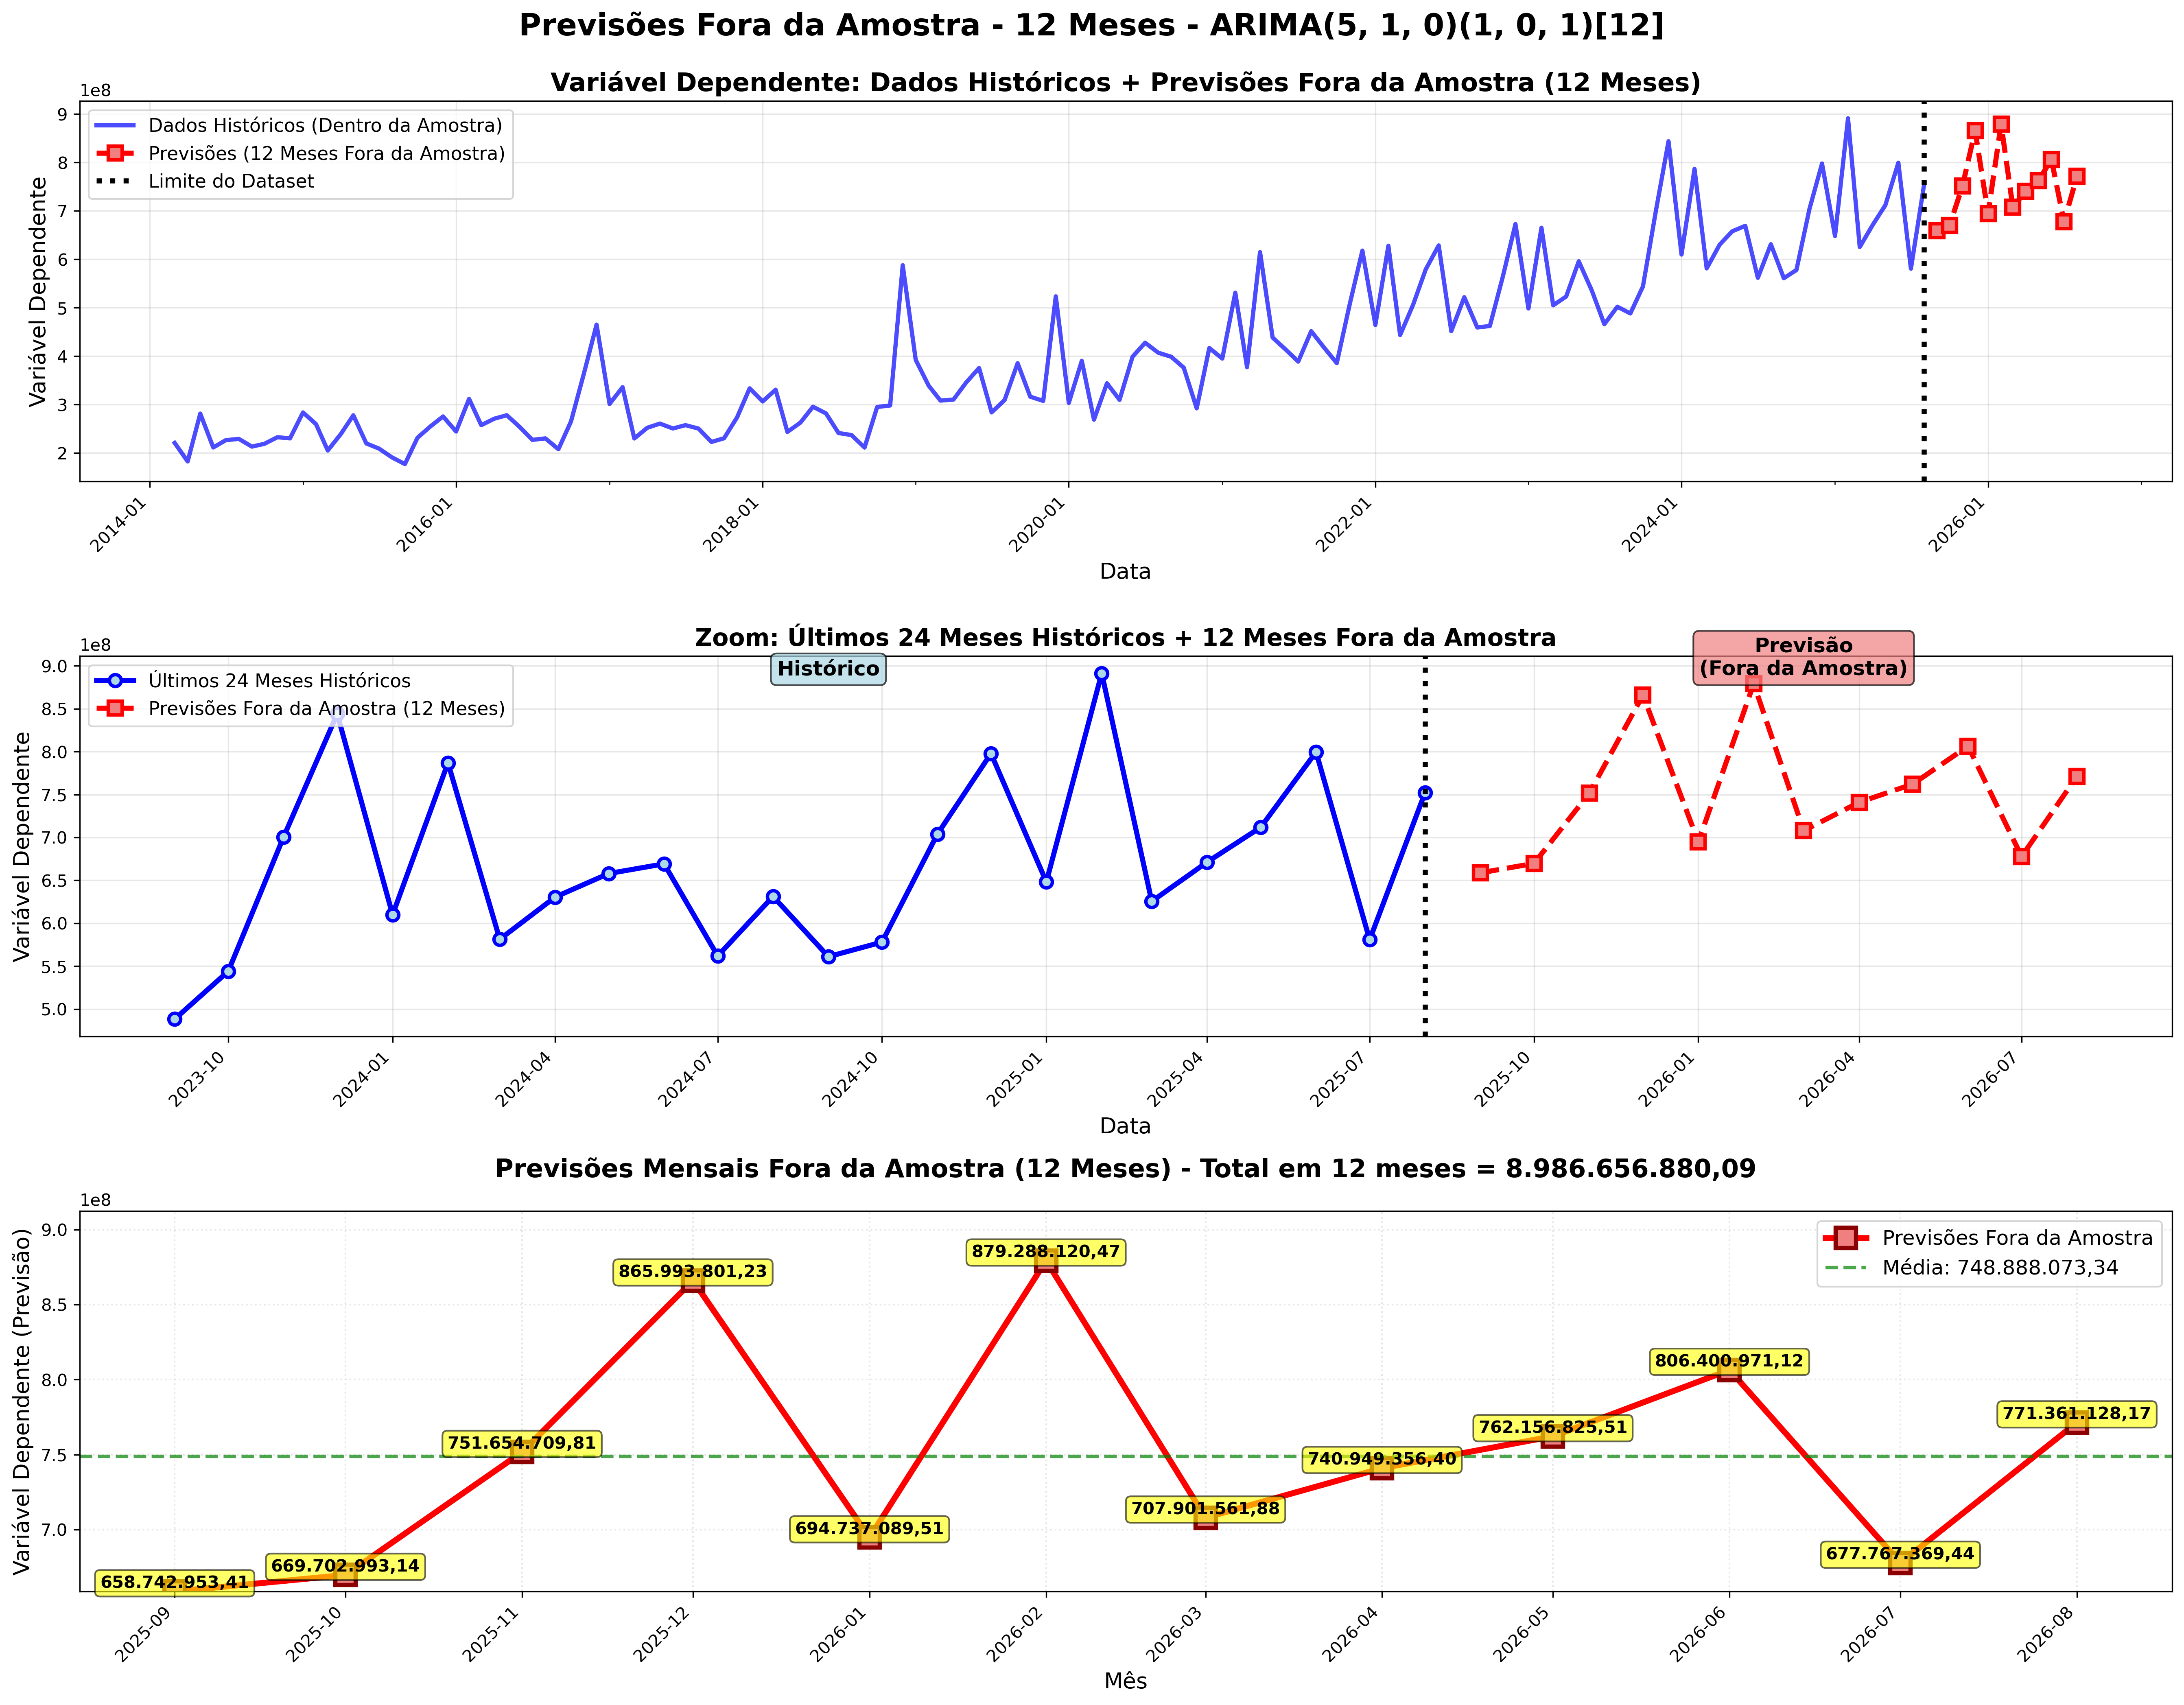 Previsões Fora da Amostra - 12 Meses - ARIMA(5, 1, 0)(1, 0, 1)[12]
Variável Dependente: Dados Históricos + Previsões Fora da Amostra (12 Meses)
1e8
Dados Históricos (Dentro da Amostra)
Previsões (12 Meses Fora da Amostra)
Limite do Dataset
9
8
7
6
5
4
3
2
Variável Dependente
2014-01
2016-01
2018-01
2020-01
2022-01
2024-01
2026-01
Data
Zoom: Últimos 24 Meses Históricos + 12 Meses Fora da Amostra
1e8
Últimos 24 Meses Históricos
Previsões Fora da Amostra (12 Meses)
Histórico
Previsão
(Fora da Amostra)
9.0
8.5
8.0
7.5
7.0
6.5
6.0
5.5
5.0
Variável Dependente
2023-10
2024-01
2024-04
2024-07
2024-10
2025-01
2025-04
2025-07
2025-10
2026-01
2026-04
2026-07
Data
Previsões Mensais Fora da Amostra (12 Meses) - Total em 12 meses = 8.986.656.880,09
1e8
Previsões Fora da Amostra
Média: 748.888.073,34
9.0
8.5
8.0
7.5
7.0
Variável Dependente (Previsão)
658.742.953,41
669.702.993,14
751.654.709,81
865.993.801,23
694.737.089,51
879.288.120,47
707.901.561,88
740.949.356,40
762.156.825,51
806.400.971,12
677.767.369,44
771.361.128,17
2025-09
2025-10
2025-11
2025-12
2026-01
2026-02
2026-03
2026-04
2026-05
2026-06
2026-07
2026-08
Mês